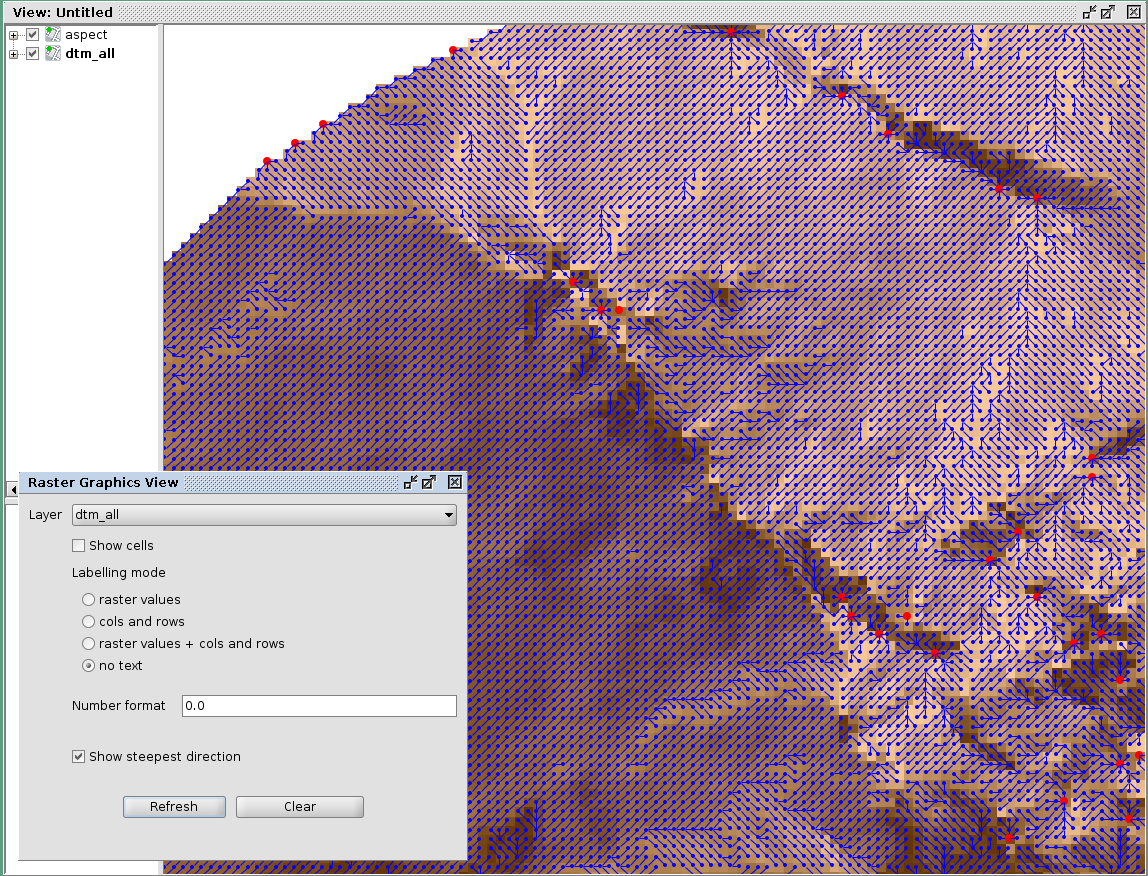 View: Untitled
aspect
dtm_all
Raster Graphics View
Layer dtm_all
Show cells
Labelling mode
raster values
cols and rows
raster values + cols and rows
no text
Number format 0.0
Show steepest direction
Refresh Clear